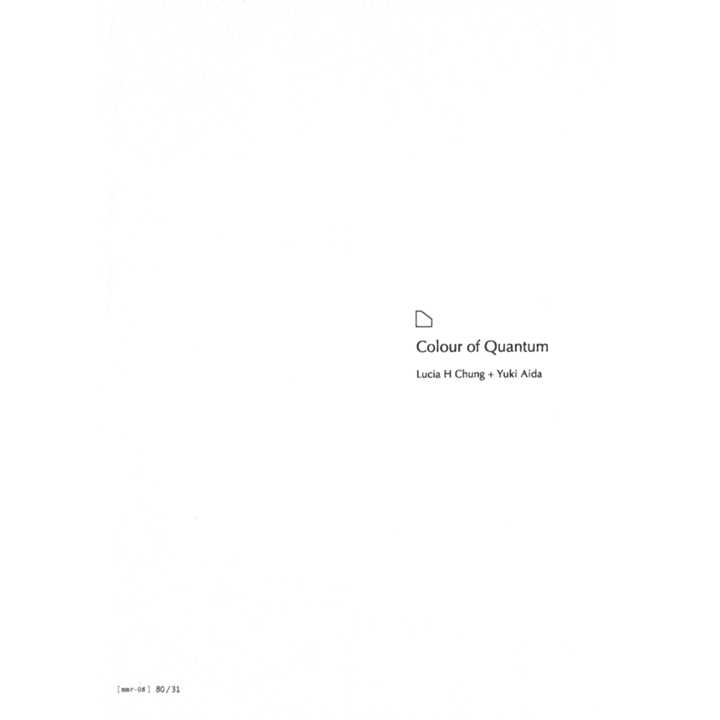 Colour of Quantum
Lucia H Chung + Yuki Aida
[mmr-08] 80/31